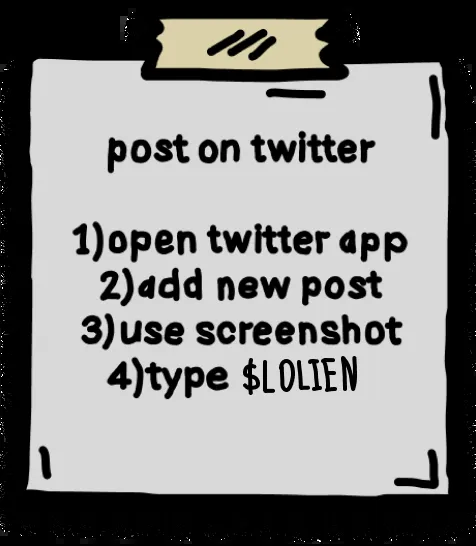 post on twitter
1)open twitter app
2)add new post
3)use screenshot
4)type $LOLIEN